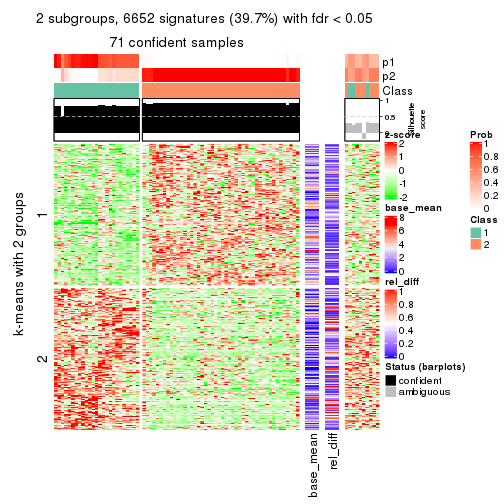 2 subgroups, 6652 signatures (39.7%) with fdr < 0.05
71 confident samples
p1
p2
Class
1
0.5
0
Silhouette
score
k-means with 2 groups
1
2
base_mean
rel_diff
z-score
2
1
0
-1
-2
base_mean
8
6
4
2
0
rel_diff
1
0.8
0.6
0.4
0.2
0
Status (barplots)
confident
ambiguous
Prob
1
0.8
0.6
0.4
0.2
0
Class
1
2